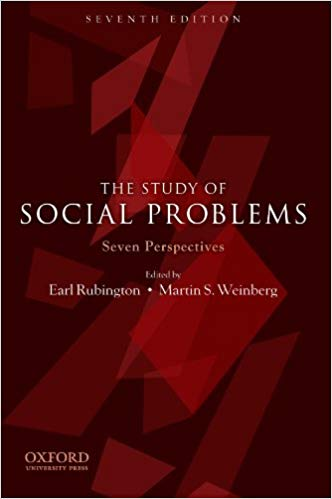 SEVENTH EDITION
THE STUDY OF
SOCIAL PROBLEMS
Seven Perspectives
Edited by
Earl Rubington • Martin S. Weinberg
OXFORD
UNIVERSITY PRESS